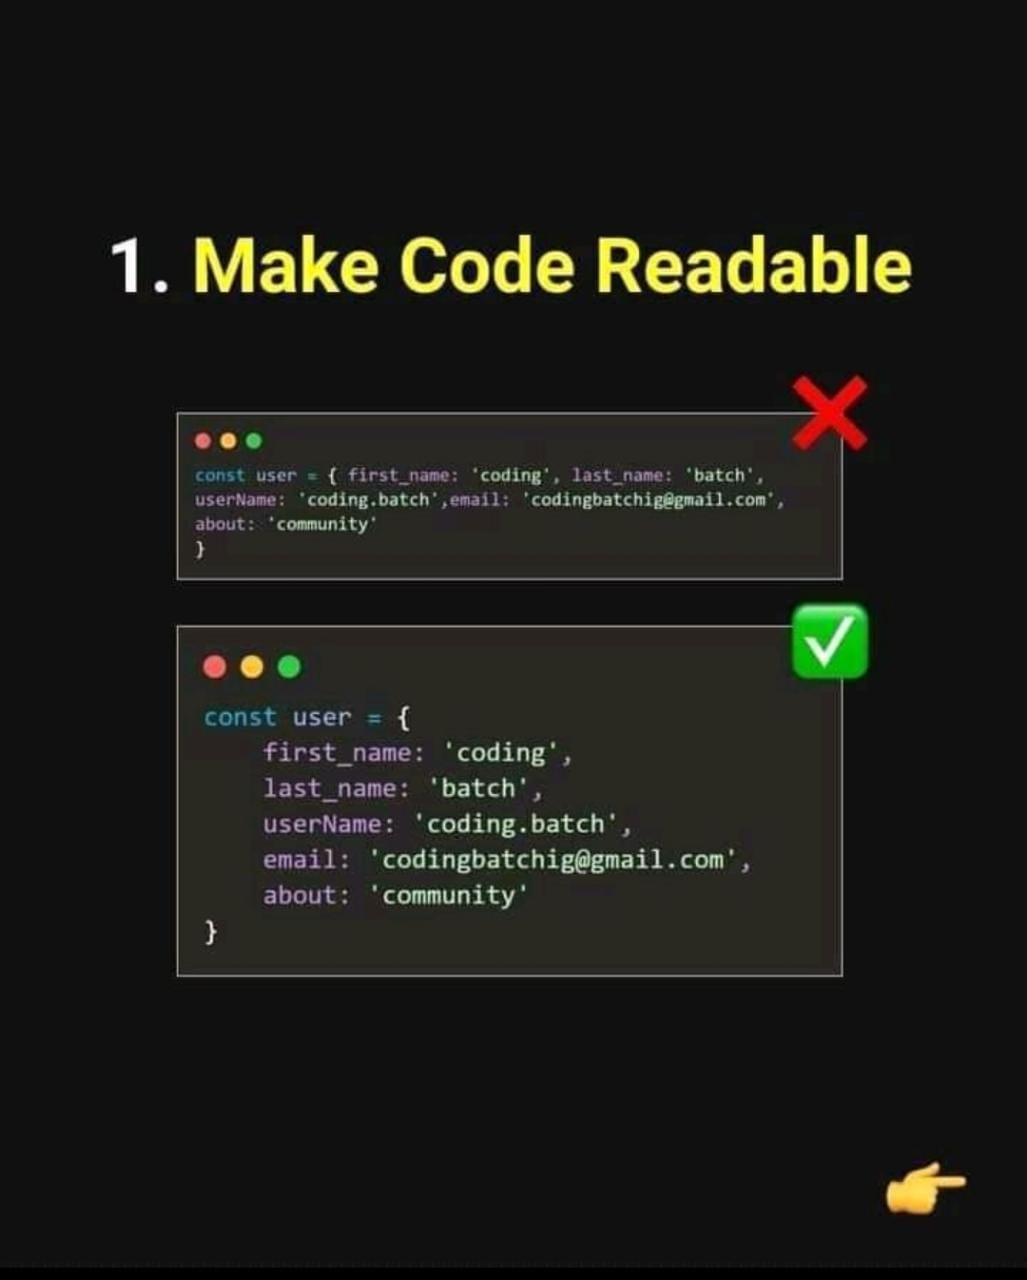 1. Make Code Readable
const user = { first_name: 'coding', last_name: 'batch',
userName: 'coding.batch',email: 'codingbatchig@gmail.com',
about: 'community'
}
const user = {
first_name: 'coding',
last_name: 'batch',
userName: 'coding.batch',
email: 'codingbatchig@gmail.com',
about: 'community'
}